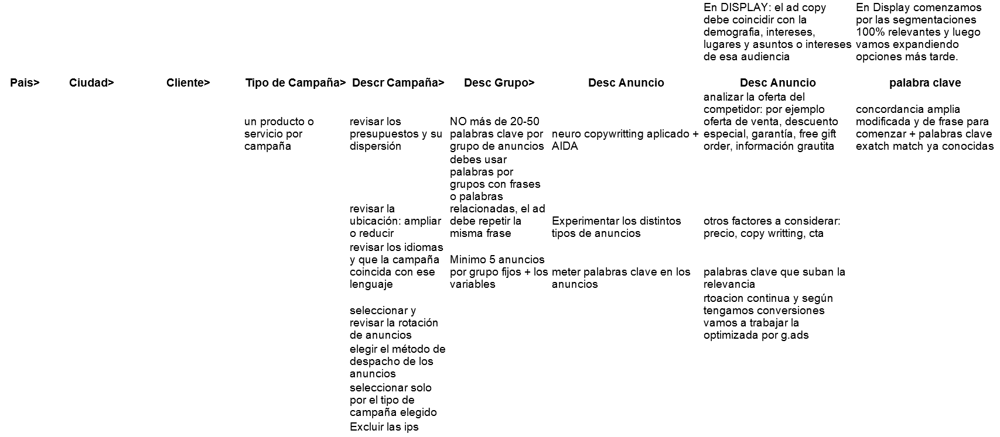 En DISPLAY: el ad copy
debe coincidir con la
demografia, intereses,
lugares y asuntos o intereses
de esa audiencia
En Display comenzamos
por las segmentaciones
100% relevantes y luego
vamos expandiendo
opciones más tarde.
Pais>
Ciudad>
Cliente>
Tipo de Campaña>
Descr Campaña>
Desc Grupo>
Desc Anuncio
Desc Anuncio
palabra clave
un producto o
servicio por
campaña
revisar los
presupuestos y su
dispersión
NO más de 20-50
palabras clave por
grupo de anuncios
neuro copywritting aplicado +
AIDA
analizar la oferta del
competidor: por ejemplo
oferta de venta, descuento
especial, garantía, free gift
order, información grautita
concordancia amplia
modificada y de frase para
comenzar + palabras clave
exatch match ya conocidas
revisar la
ubicación: ampliar
o reducir
debes usar
palabras por
grupos con frases
o palabras
relacionadas, el ad
debe repetir la
misma frase
Experimentar los distintos
tipos de anuncios
otros factores a considerar:
precio, copy writting, cta
revisar los idiomas
y que la campaña
coincida con ese
lenguaje
Minimo 5 anuncios
por grupo fijos + los
variables
meter palabras clave en los
anuncios
palabras clave que suban la
relevancia
seleccionar y
revisar la rotación
de anuncios
rtoacion continua y según
tengamos conversiones
vamos a trabajar la
optimizada por g.ads
elegir el método de
despacho de los
anuncios
seleccionar solo
por el tipo de
campaña elegido
Excluir las ips